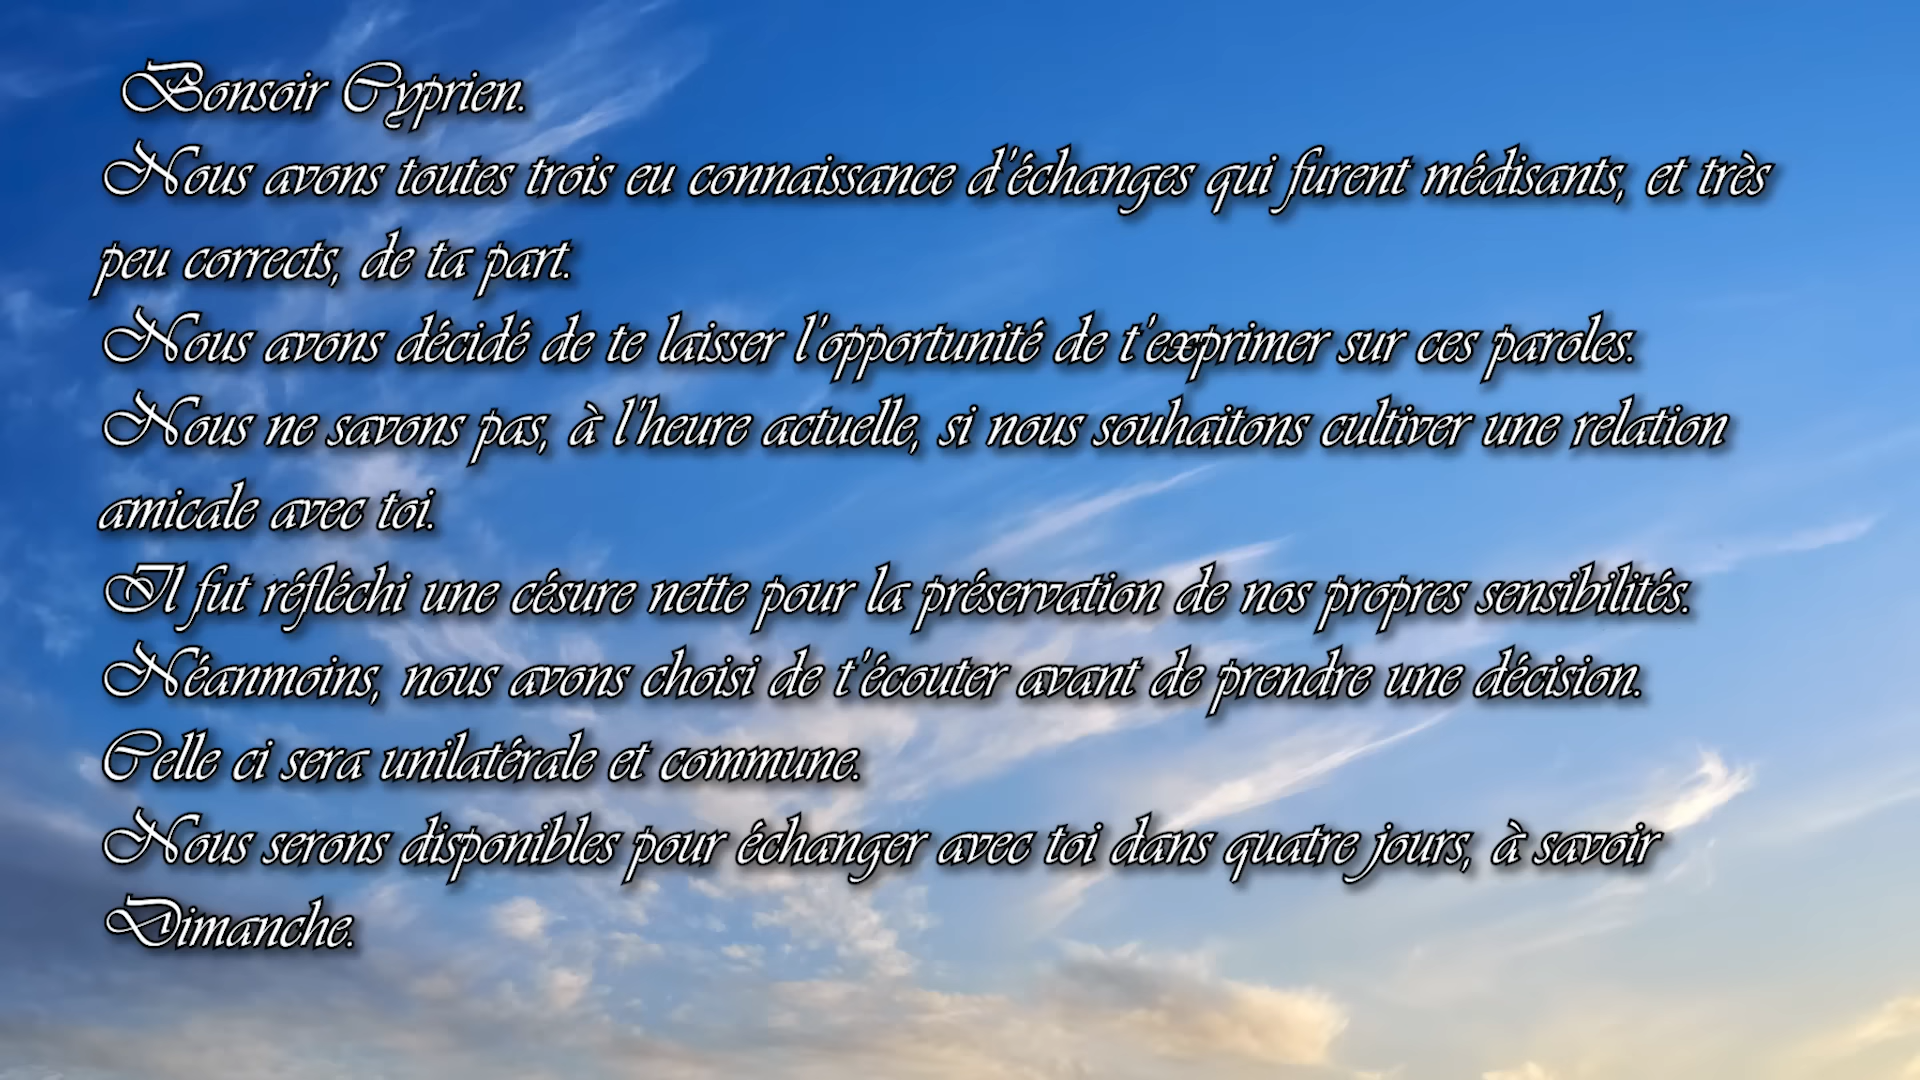 Bonsoir Cyprien.
Nous avons toutes trois eu connaissance d'échanges qui furent médisants, et très
peu corrects, de ta part.
Nous avons décidé de te laisser l'opportunité de t'exprimer sur ces paroles.
Nous ne savons pas, à l'heure actuelle, si nous souhaitons cultiver une relation
amicale avec toi.
Il fut réfléchi une césure nette pour la préservation de nos propres sensibilités.
Néanmoins, nous avons choisi de t'écouter avant de prendre une décision.
Celle ci sera unilatérale et commune.
Nous serons disponibles pour échanger avec toi dans quatre jours, à savoir
Dimanche.